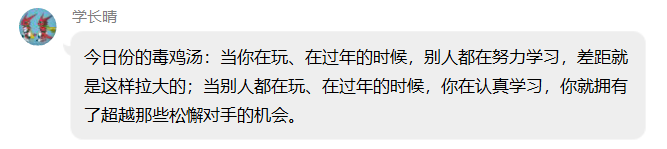 学长晴
今日份的毒鸡汤：当你在玩、在过年的时候，别人都在努力学习，差距就
是这样拉大的；当别人都在玩、在过年的时候，你在认真学习，你就拥有
了超越那些松懈对手的机会。